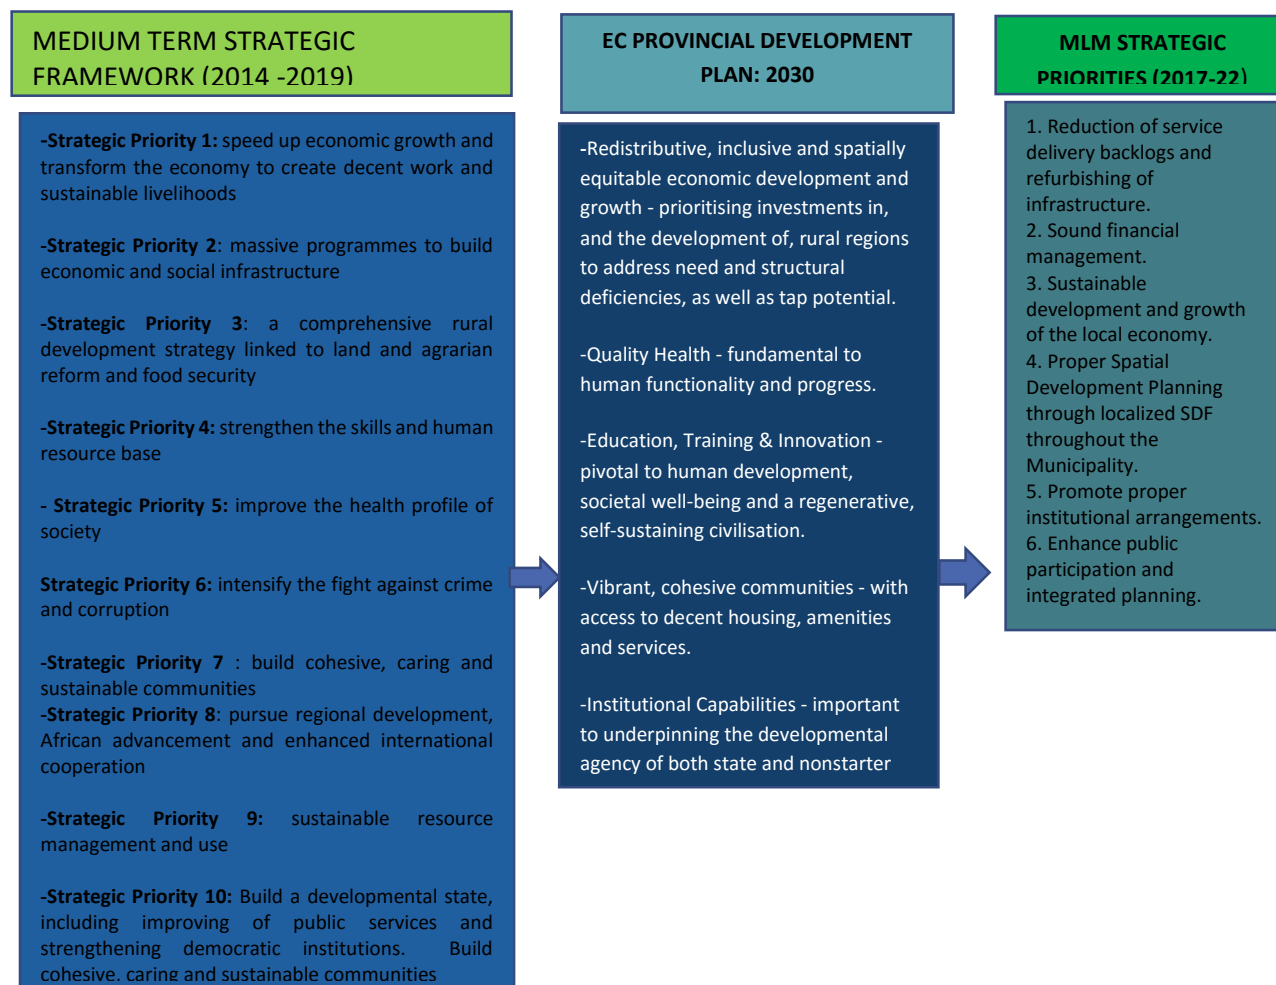 MEDIUM TERM STRATEGIC
FRAMEWORK (2014 -2019)
-Strategic Priority 1: speed up economic growth and
transform the economy to create decent work and
sustainable livelihoods
-Strategic Priority 2: massive programmes to build
economic and social infrastructure
-Strategic Priority 3: a comprehensive rural
development strategy linked to land and agrarian
reform and food security
-Strategic Priority 4: strengthen the skills and human
resource base
- Strategic Priority 5: improve the health profile of
society
Strategic Priority 6: intensify the fight against crime
and corruption
-Strategic Priority 7 : build cohesive, caring and
sustainable communities
-Strategic Priority 8: pursue regional development,
African advancement and enhanced international
cooperation
-Strategic Priority 9: sustainable resource
management and use
-Strategic Priority 10: Build a developmental state,
including improving of public services and
strengthening democratic institutions. Build
cohesive, caring and sustainable communities
EC PROVINCIAL DEVELOPMENT
PLAN: 2030
-Redistributive, inclusive and spatially
equitable economic development and
growth - prioritising investments in,
and the development of, rural regions
to address need and structural
deficiencies, as well as tap potential.
-Quality Health - fundamental to
human functionality and progress.
-Education, Training & Innovation -
pivotal to human development,
societal well-being and a regenerative,
self-sustaining civilisation.
-Vibrant, cohesive communities - with
access to decent housing, amenities
and services.
-Institutional Capabilities - important
to underpinning the developmental
agency of both state and nonstarter
MLM STRATEGIC
PRIORITIES (2017-22)
1. Reduction of service
delivery backlogs and
refurbishing of
infrastructure.
2. Sound financial
management.
3. Sustainable
development and growth
of the local economy.
4. Proper Spatial
Development Planning
through localized SDF
throughout the
Municipality.
5. Promote proper
institutional arrangements.
6. Enhance public
participation and
integrated planning.